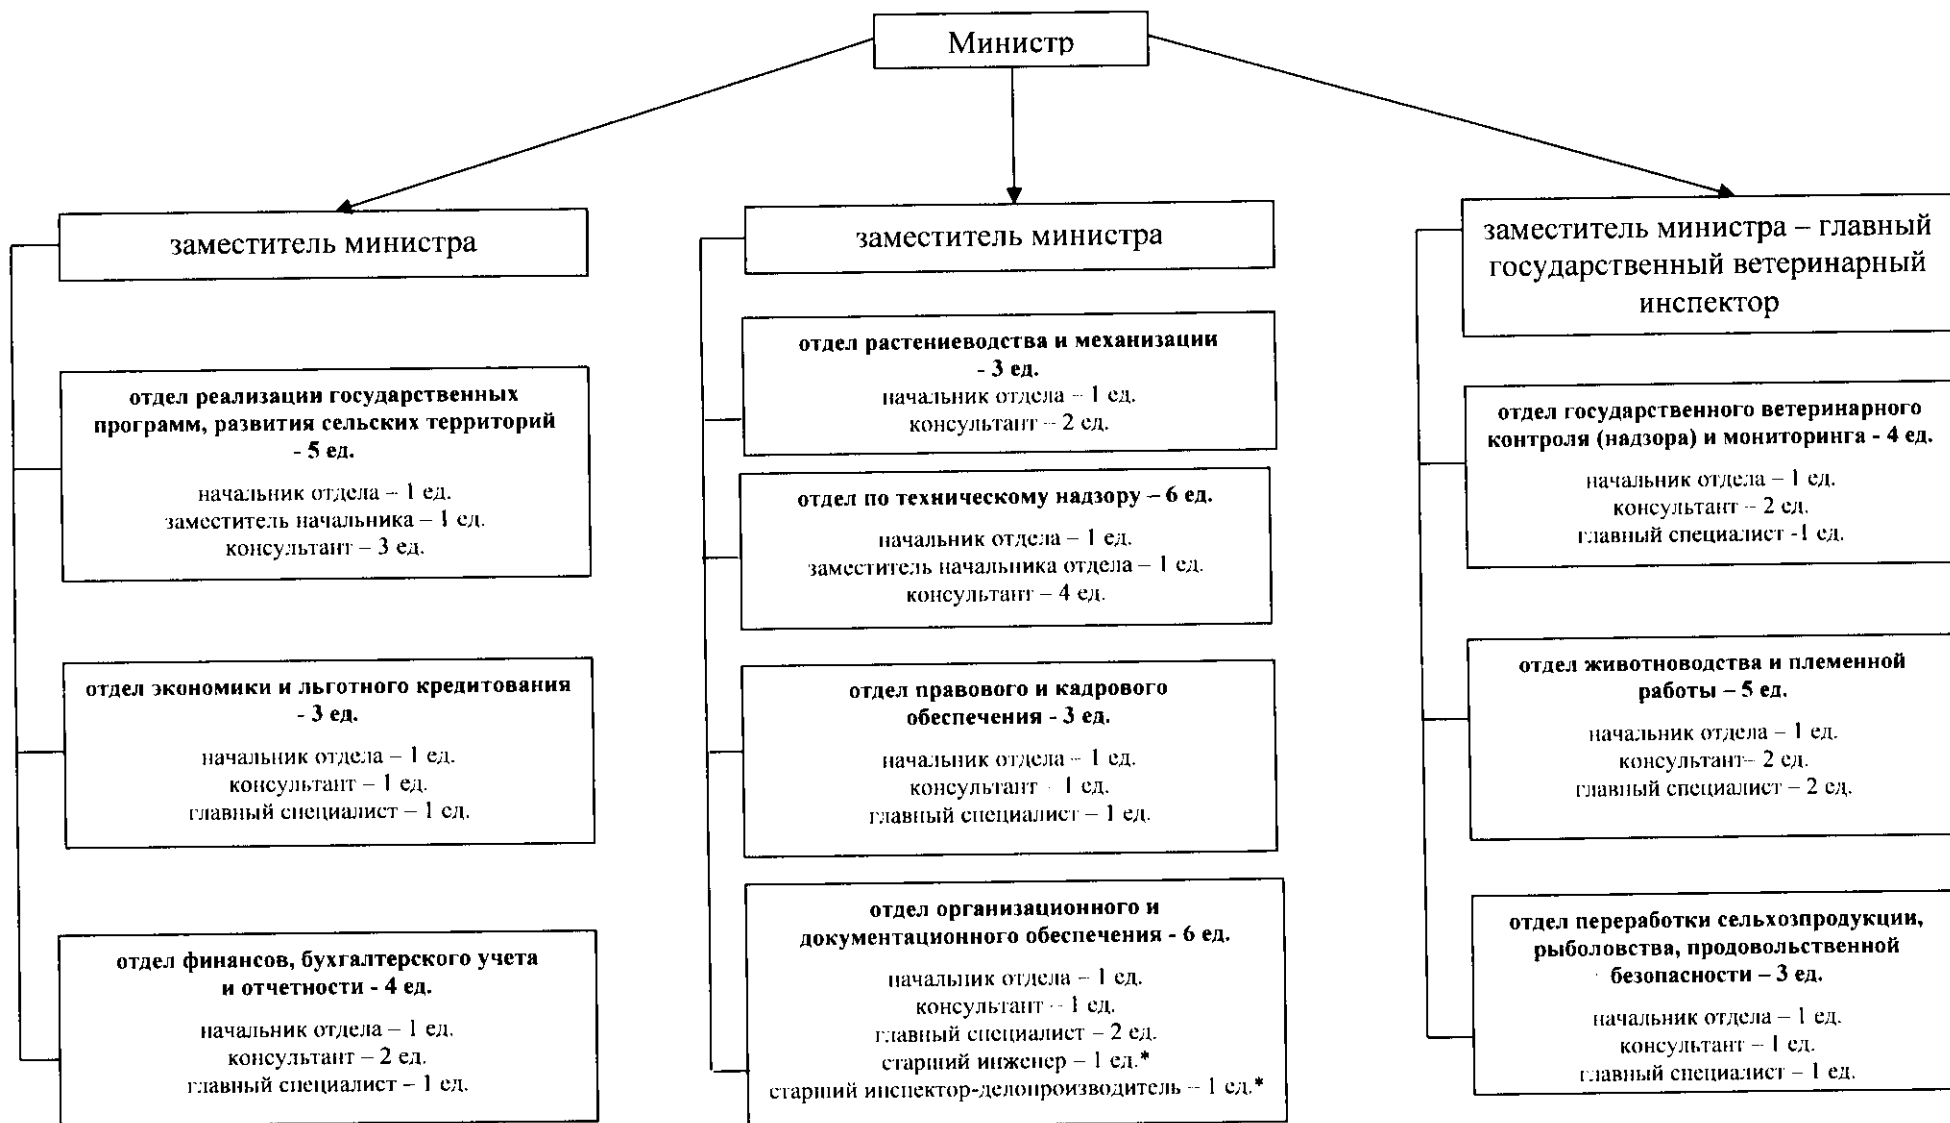 Министр
заместитель министра
отдел реализации государственных
программ, развития сельских территорий
- 5 ед.
начальник отдела – 1 ед.
заместитель начальника – 1 ед.
консультант – 3 ед.
отдел экономики и льготного кредитования
- 3 ед.
начальник отдела – 1 ед.
консультант – 1 ед.
главный специалист – 1 ед.
отдел финансов, бухгалтерского учета
и отчетности - 4 ед.
начальник отдела – 1 ед.
консультант – 2 ед.
главный специалист – 1 ед.
заместитель министра
отдел растениеводства и механизации
- 3 ед.
начальник отдела – 1 ед.
консультант – 2 ед.
отдел по техническому надзору – 6 ед.
начальник отдела – 1 ед.
заместитель начальника отдела – 1 ед.
консультант – 4 ед.
отдел правового и кадрового
обеспечения - 3 ед.
начальник отдела – 1 ед.
консультант - 1 ед.
главный специалист – 1 ед.
отдел организационного и
документационного обеспечения - 6 ед.
начальник отдела – 1 ед.
консультант – 1 ед.
главный специалист – 2 ед.
старший инженер – 1 ед.*
старший инспектор-делопроизводитель – 1 ед.*
заместитель министра – главный
государственный ветеринарный
инспектор
отдел государственного ветеринарного
контроля (надзора) и мониторинга - 4 ед.
начальник отдела – 1 ед.
консультант – 2 ед.
главный специалист -1 ед.
отдел животноводства и племенной
работы – 5 ед.
начальник отдела – 1 ед.
консультант– 2 ед.
главный специалист – 2 ед.
отдел переработки сельхозпродукции,
рыболовства, продовольственной
безопасности – 3 ед.
начальник отдела – 1 ед.
консультант – 1 ед.
главный специалист – 1 ед.